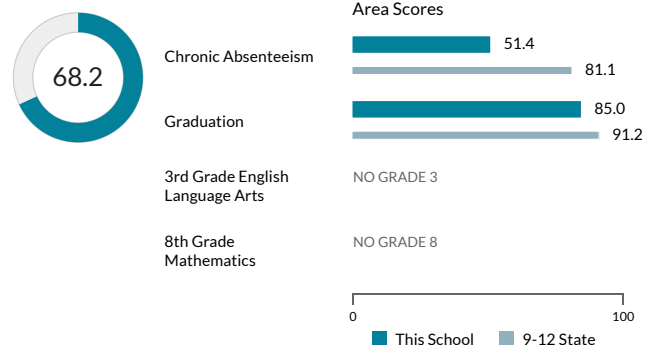 Area Scores
68.2
Chronic Absenteeism
51.4
81.1
Graduation
85.0
91.2
3rd Grade English
Language Arts
NO GRADE 3
8th Grade
Mathematics
NO GRADE 8
0
100
This School
9-12 State